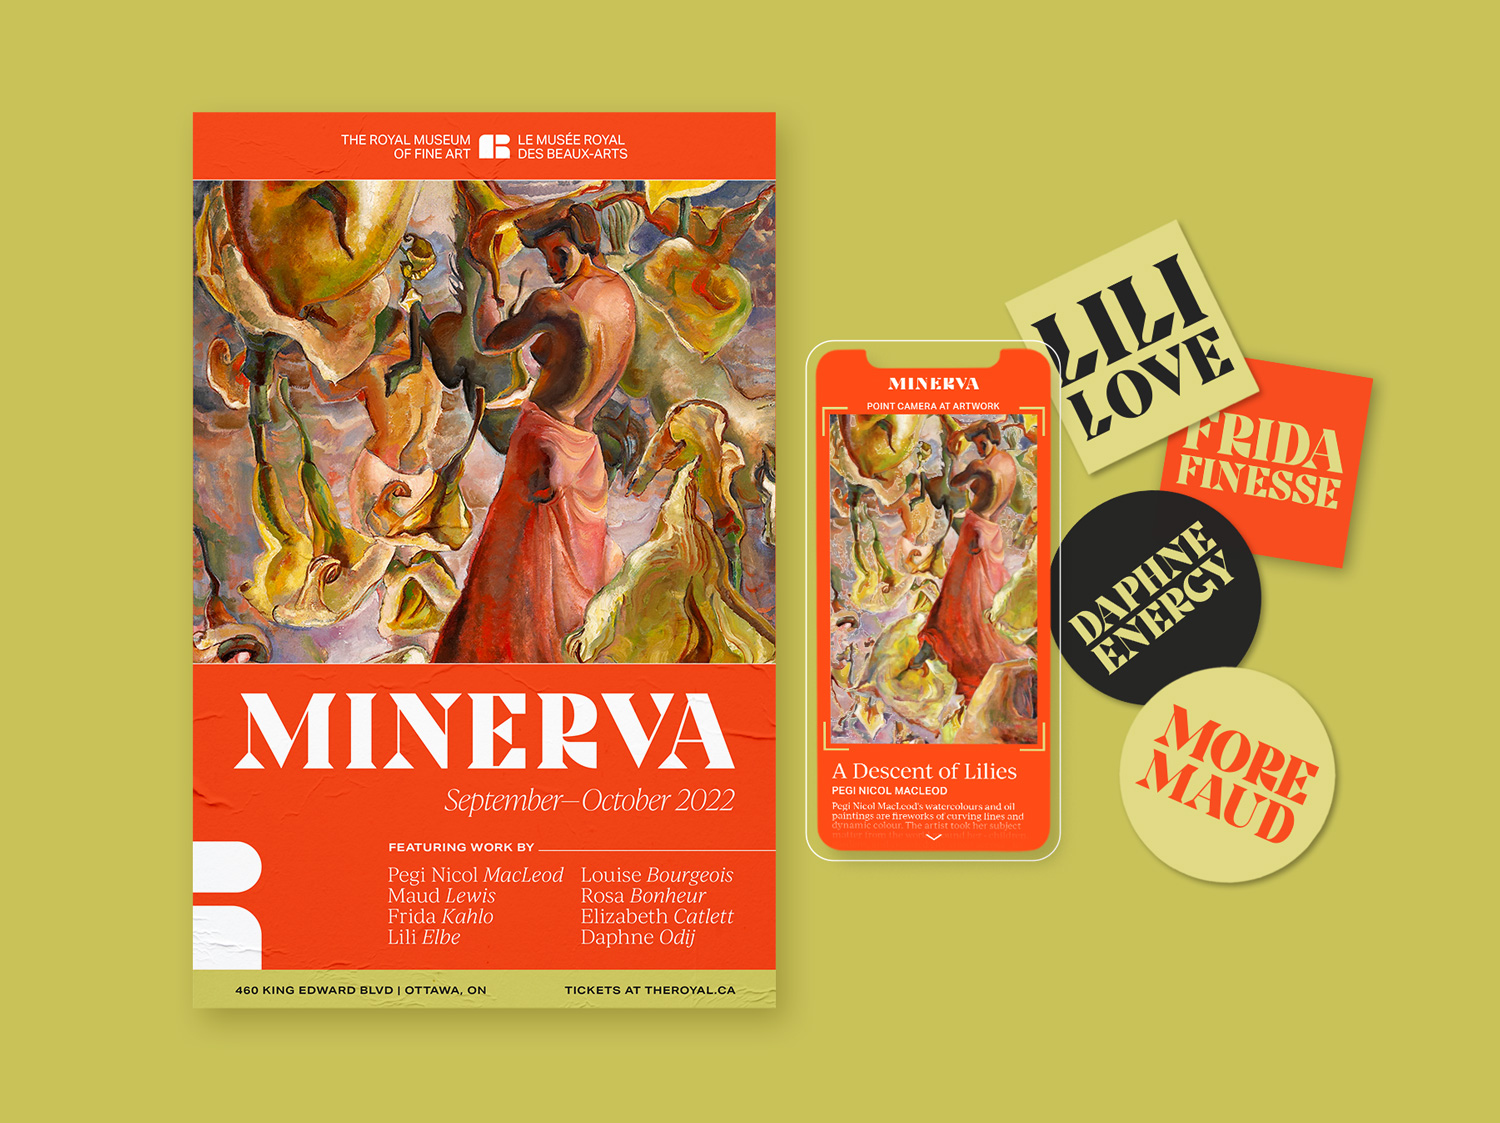 THE ROYAL MUSEUM
OF FINE ART
LE MUSÉE ROYAL
DES BEAUX-ARTS
MINERVA
September—October 2022
FEATURING WORK BY
Pegi Nicol MacLeod
Maud Lewis
Frida Kahlo
Lili Elbe
Louise Bourgeois
Rosa Bonheur
Elizabeth Catlett
Daphne Odij
460 KING EDWARD BLVD | OTTAWA, ON
TICKETS AT THEROYAL.CA
MINERVA
POINT CAMERA AT ARTWORK
A Descent of Lilies
PEGI NICOL MACLEOD
Pegi Nicol MacLeod's watercolours and oil
paintings are fireworks of curving lines and
dynamic colour. The artist took her subject
matter from the
LILI
LOVE
FRIDA
FINESSE
DAPHNE
ENERGY
MORE
MAUD